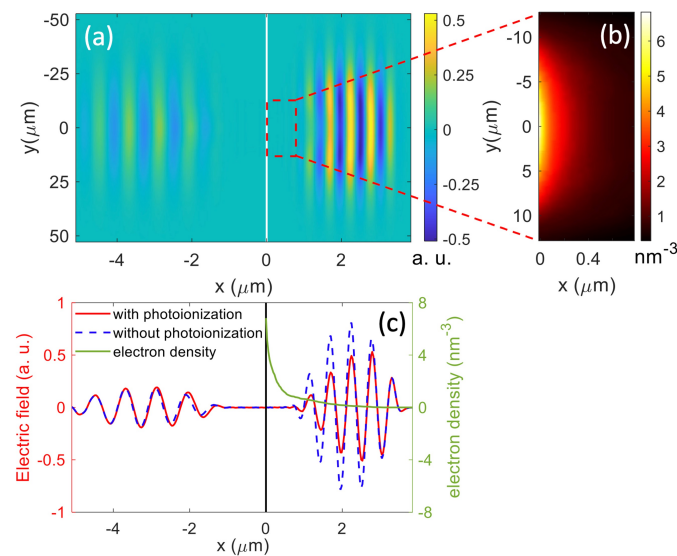 (a)
-50
-25
0
25
50
y(μm)
-4
-2
0
2
x (μm)
0.5
0.25
0
-0.25
-0.5
a. u.
(b)
-10
-5
0
5
10
y(μm)
0
0.4
x (μm)
6
5
4
3
2
1
nm-3
(c)
with photoionization
without photoionization
electron density
1
0.5
0
-0.5
-1
Electric field (a. u.)
8
4
0
-4
-8
electron density (nm-3)
-4
-2
0
2
x (μm)